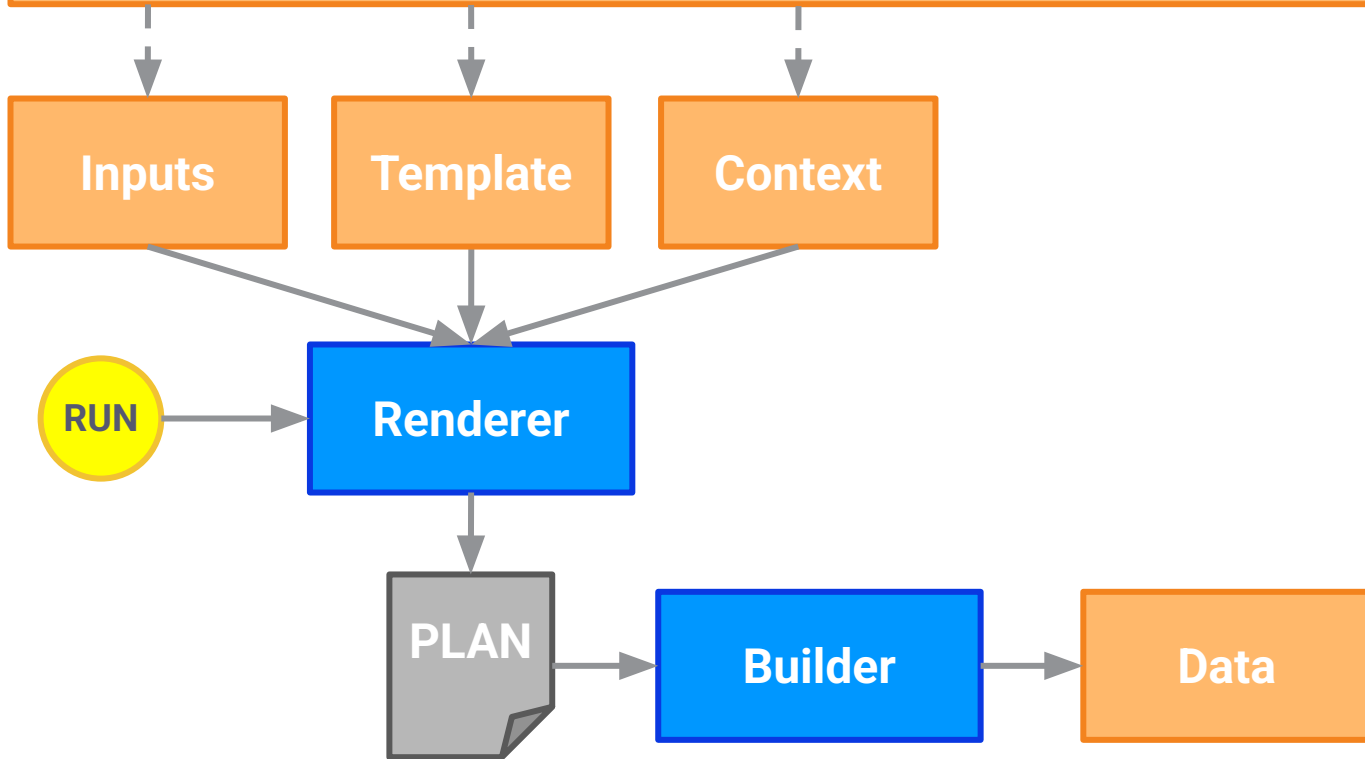 Inputs
Template
Context
RUN
Renderer
PLAN
Builder
Data